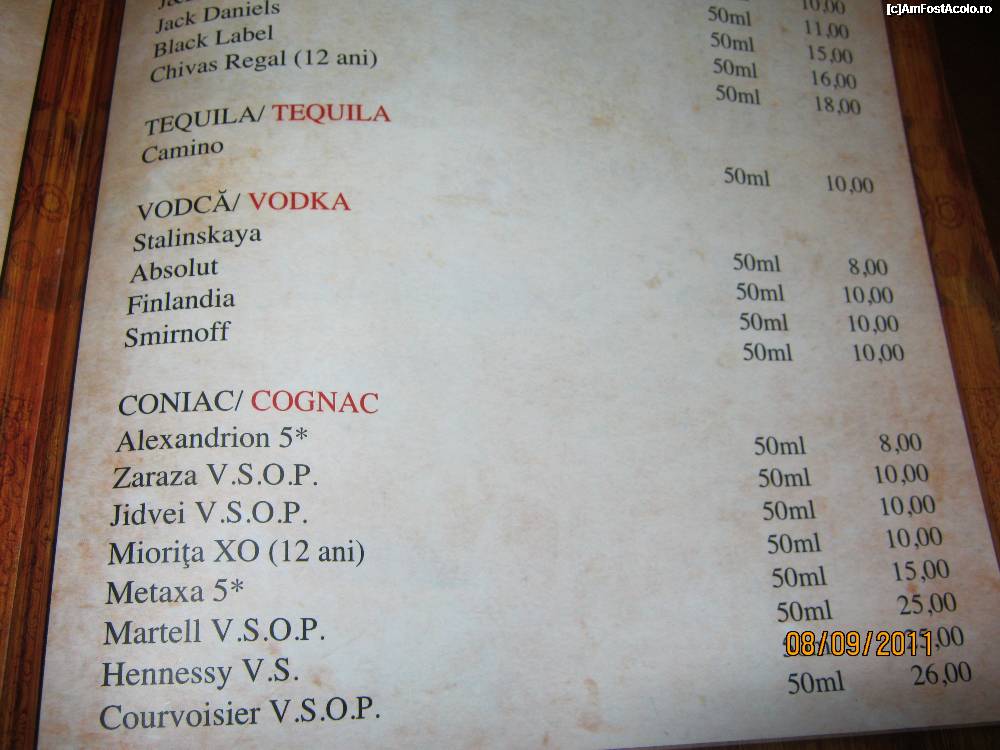 [c]AmFostAcolo.ro
10,00
50ml 11,00
Jack Daniels 50ml 15,00
Black Label 50ml 16,00
Chivas Regal (12 ani) 50ml 18,00
TEQUILA/ TEQUILA
Camino 50ml 10,00
VODCĂ/ VODKA
Stalinskaya 50ml 8,00
Absolut 50ml 10,00
Finlandia 50ml 10,00
Smirnoff 50ml 10,00
CONIAC/ COGNAC
Alexandrion 5* 50ml 8,00
Zaraza V.S.O.P. 50ml 10,00
Jidvei V.S.O.P. 50ml 10,00
Mioriţa XO (12 ani) 50ml 10,00
Metaxa 5* 50ml 15,00
Martell V.S.O.P. 50ml 25,00
Hennessy V.S.
Courvoisier V.S.O.P. 50ml 26,00
08/09/2011